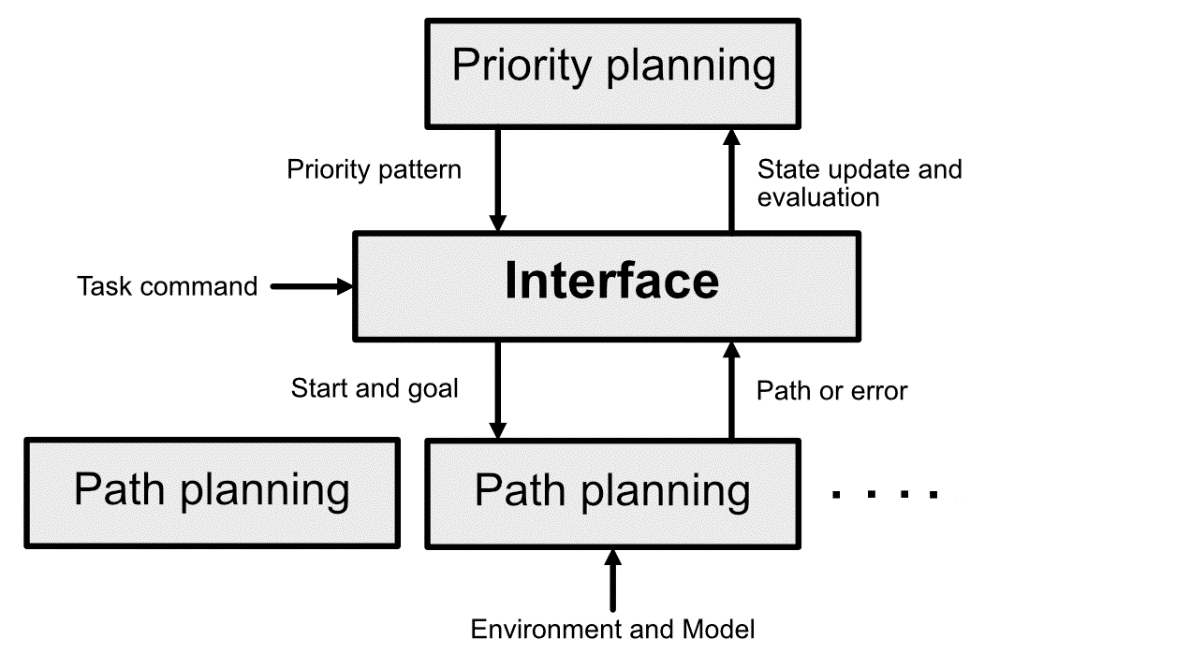 Priority planning
Priority pattern
State update and
evaluation
Interface
Task command
Start and goal
Path or error
Path planning
Path planning
. . . .
Environment and Model